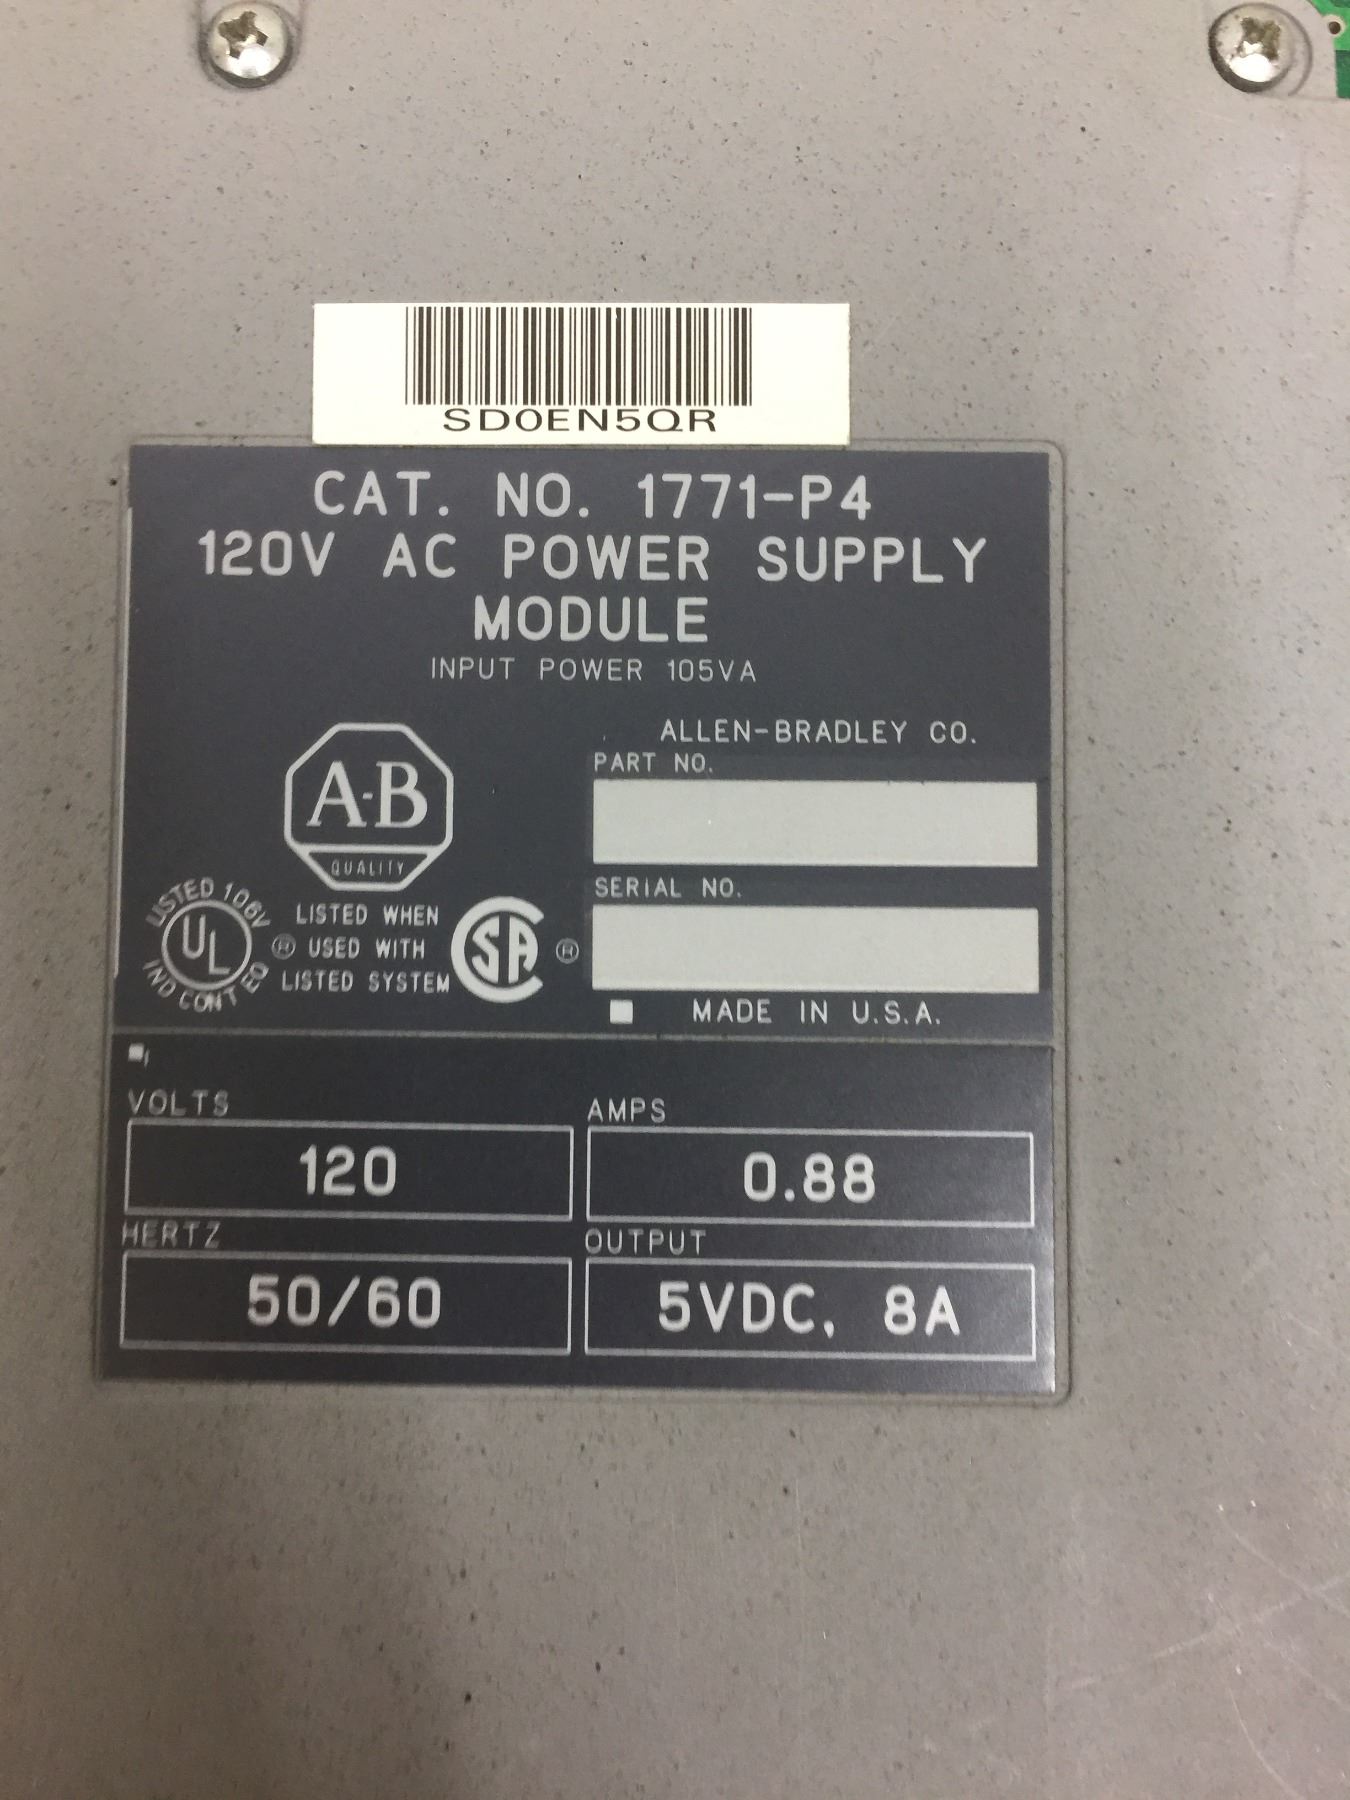 SD0EN5QR
CAT. NO. 1771-P4
120V AC POWER SUPPLY
MODULE
INPUT POWER 105VA
ALLEN-BRADLEY CO.
PART NO.
A-B
QUALITY
SERIAL NO.
LISTED 106V
UL
IND CONT EQ
®
LISTED WHEN
USED WITH
LISTED SYSTEM
SA
®
MADE IN U.S.A.
VOLTS
120
AMPS
0.88
HERTZ
50/60
OUTPUT
5VDC, 8A